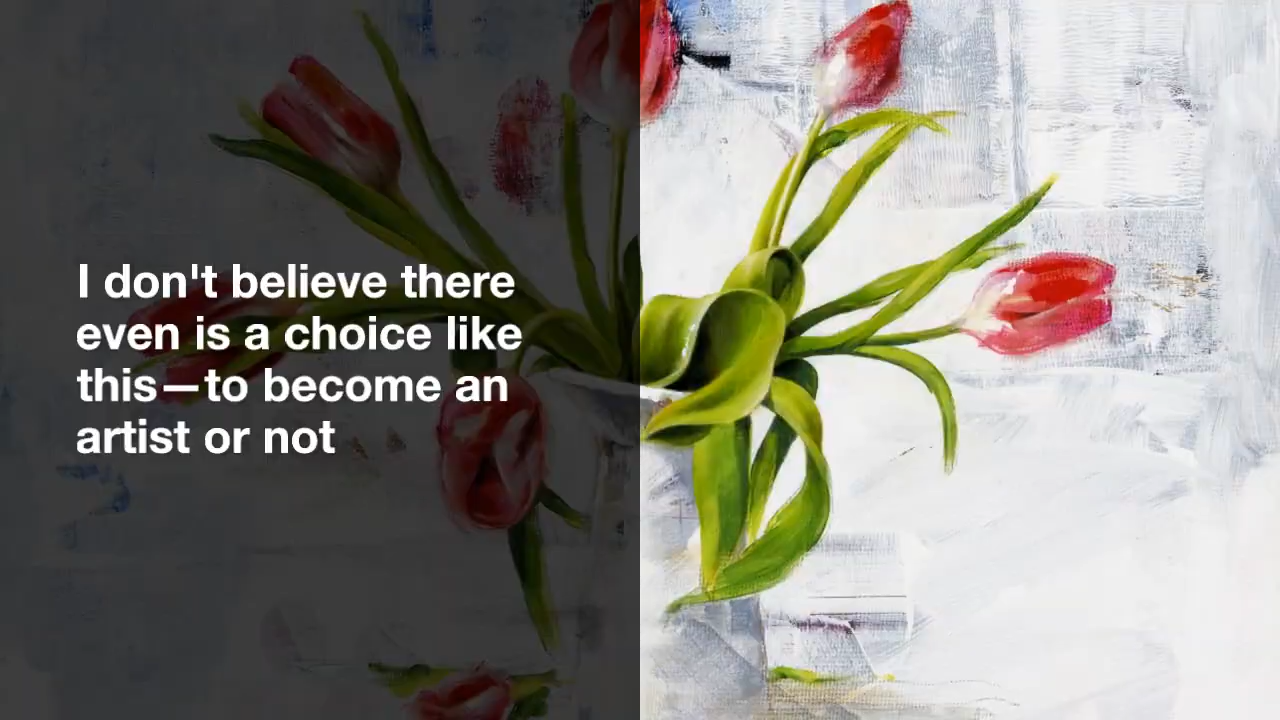 I don't believe there
even is a choice like
this—to become an
artist or not